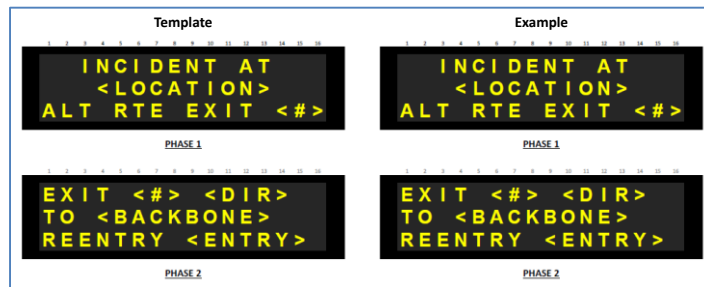 Template
1 2 3 4 5 6 7 8 9 10 11 12 13 14 15 16
INCIDENT AT
<LOCATION>
ALT RTE EXIT <#>
PHASE 1
1 2 3 4 5 6 7 8 9 10 11 12 13 14 15 16
EXIT <#> <DIR>
TO <BACKBONE>
REENTRY <ENTRY>
PHASE 2
Example
1 2 3 4 5 6 7 8 9 10 11 12 13 14 15 16
INCIDENT AT
<LOCATION>
ALT RTE EXIT <#>
PHASE 1
1 2 3 4 5 6 7 8 9 10 11 12 13 14 15 16
EXIT <#> <DIR>
TO <BACKBONE>
REENTRY <ENTRY>
PHASE 2